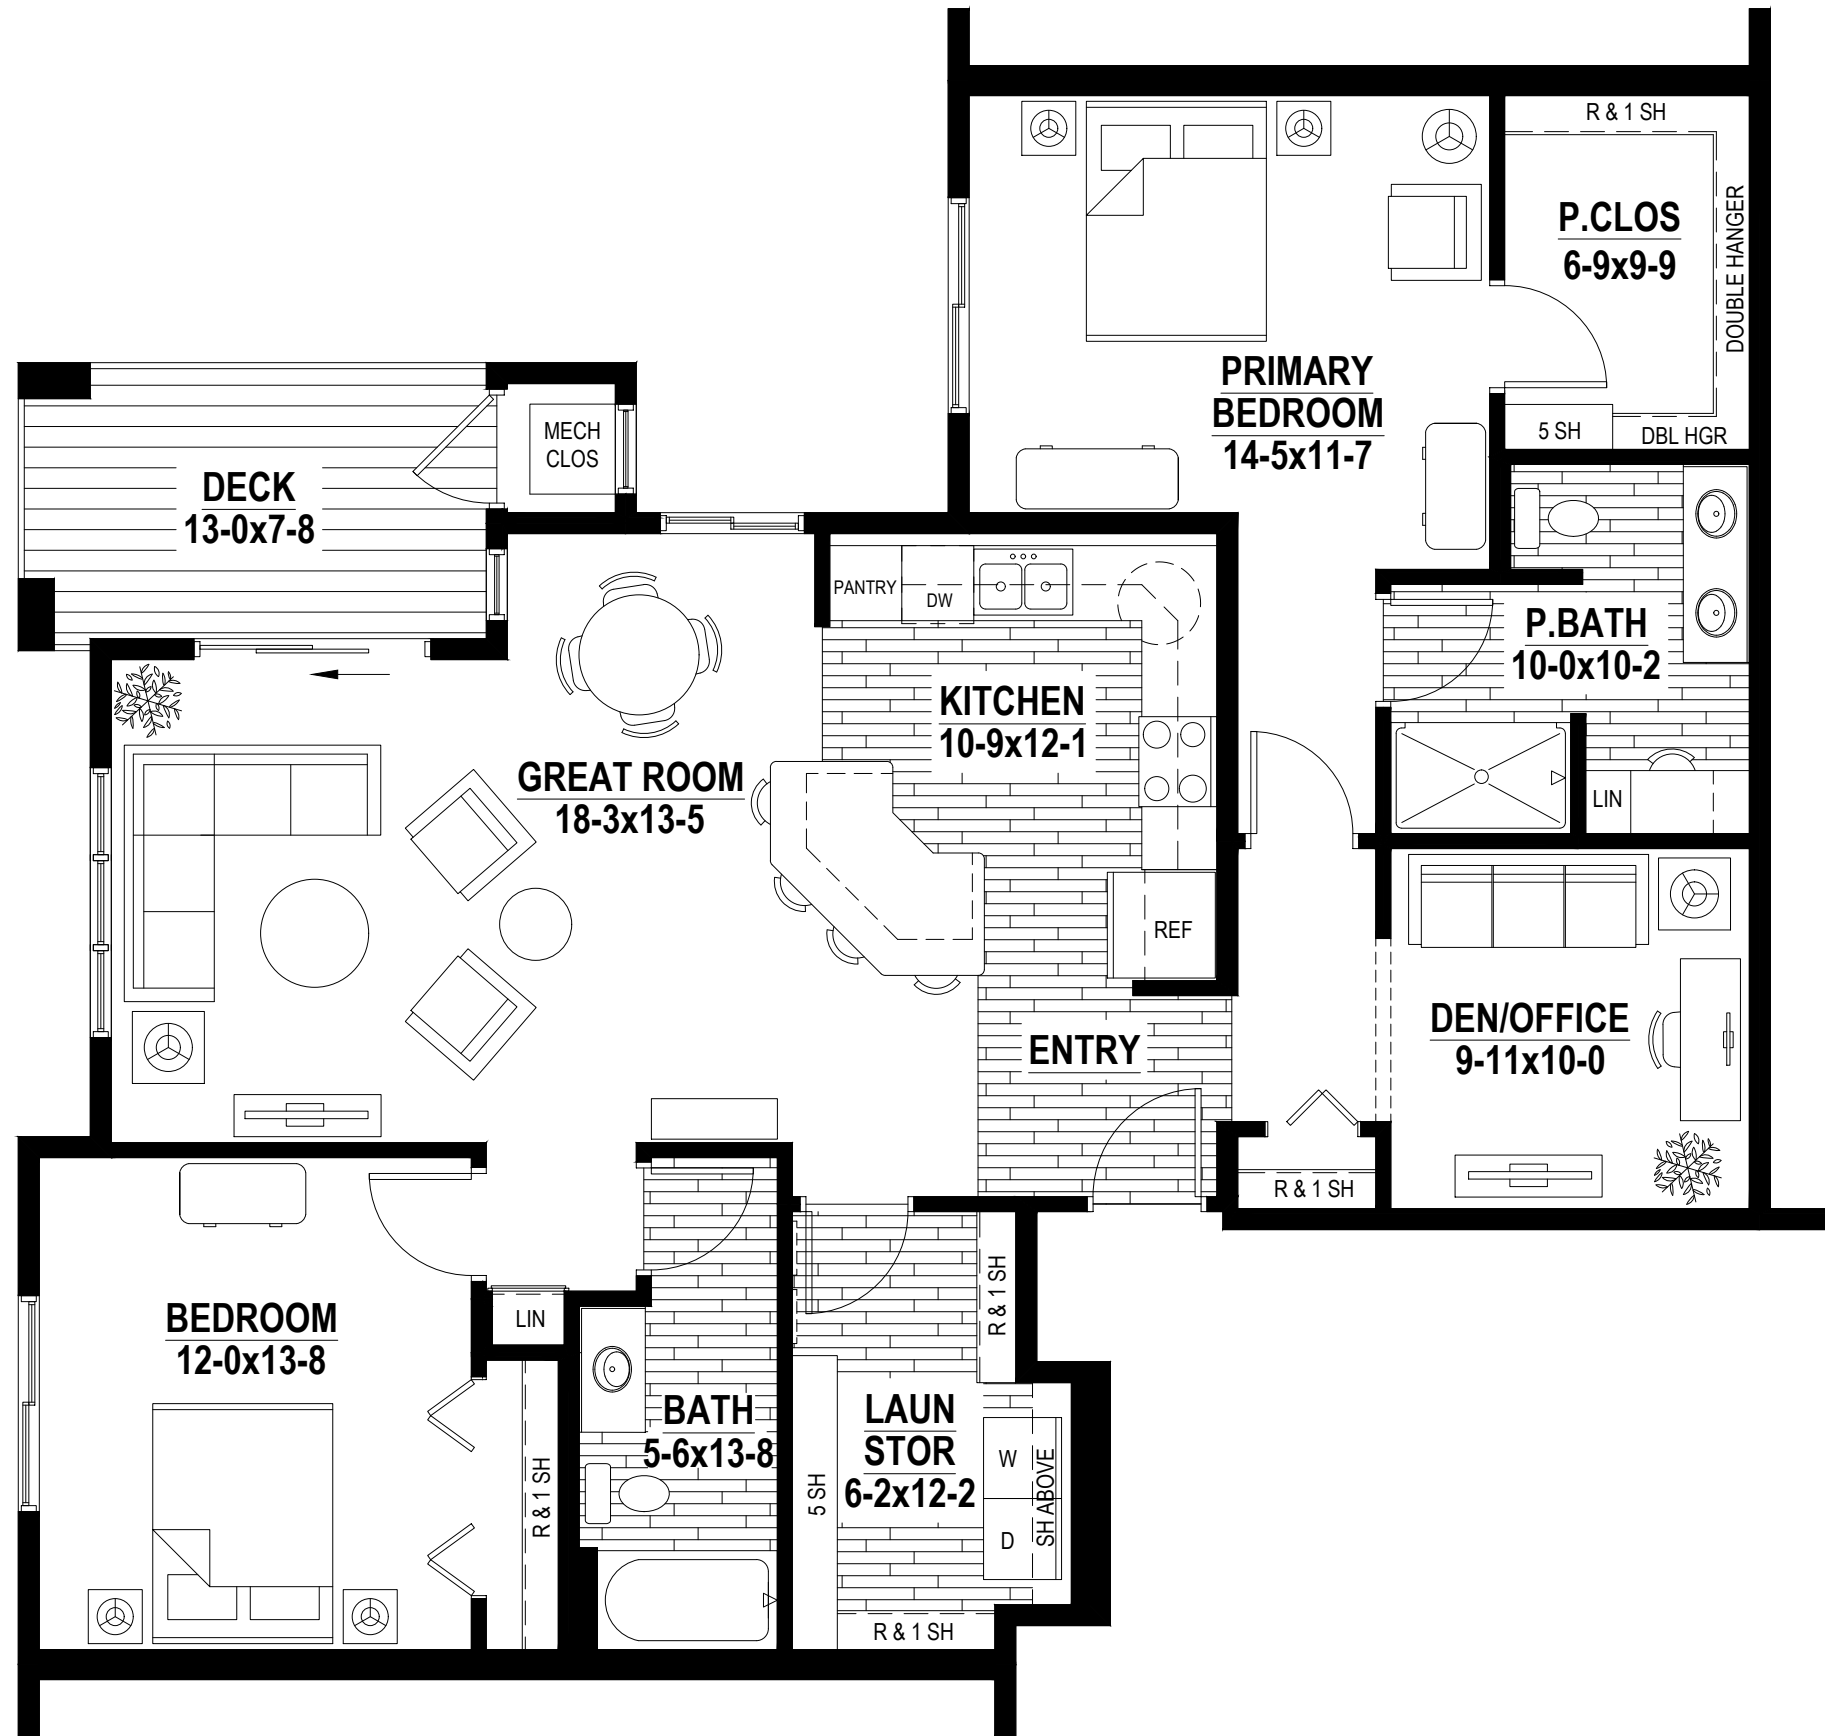 R & 1 SH
P.CLOS
6-9x9-9
DOUBLE HANGER
5 SH
DBL HGR
PRIMARY
BEDROOM
14-5x11-7
MECH
CLOS
DECK
13-0x7-8
PANTRY
DW
P.BATH
10-0x10-2
KITCHEN
10-9x12-1
GREAT ROOM
18-3x13-5
LIN
REF
DEN/OFFICE
9-11x10-0
ENTRY
R & 1 SH
BEDROOM
12-0x13-8
LIN
R & 1 SH
BATH
5-6x13-8
R & 1 SH
LAUN
STOR
6-2x12-2
5 SH
W
D
SH ABOVE
R & 1 SH